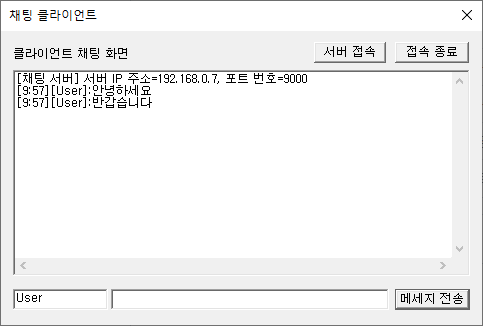 채팅 클라이언트
클라이언트 채팅 화면
서버 접속
접속 종료
[채팅 서버] 서버 IP 주소=192.168.0.7, 포트 번호=9000
[9:57][User]:안녕하세요
[9:57][User]:반갑습니다
User
메세지 전송